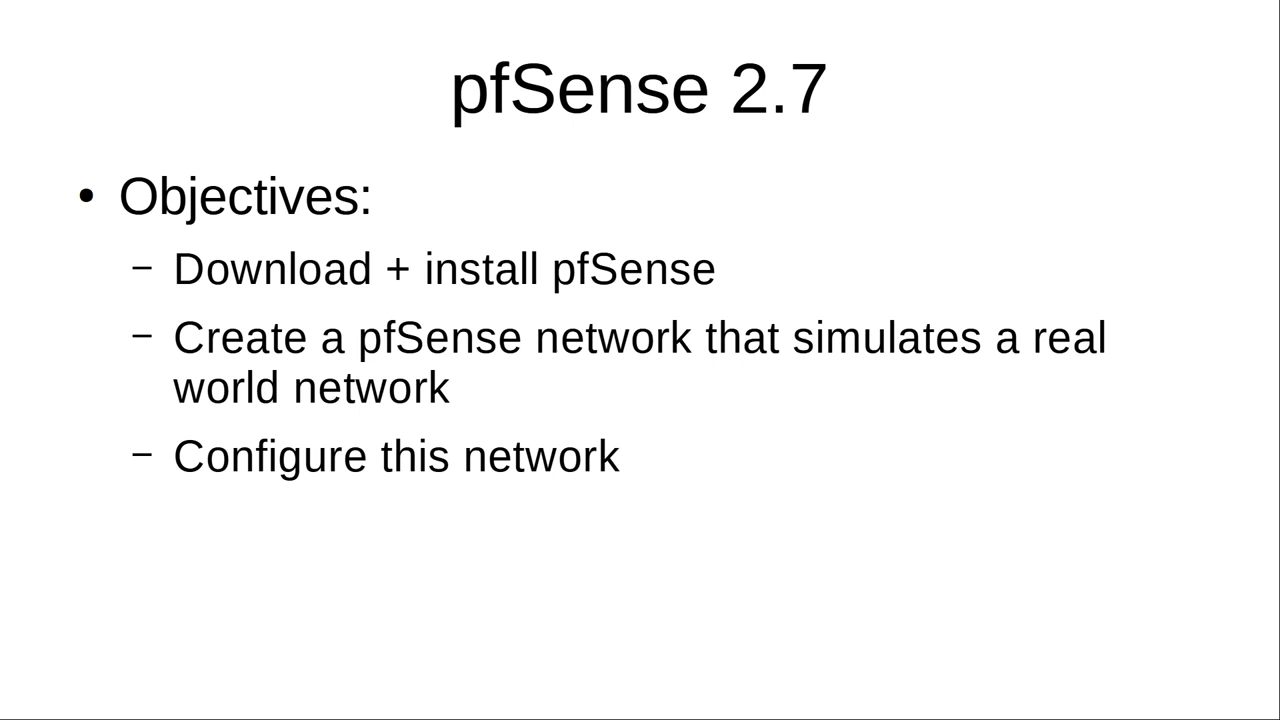 pfSense 2.7
• Objectives:
– Download + install pfSense
– Create a pfSense network that simulates a real
world network
– Configure this network